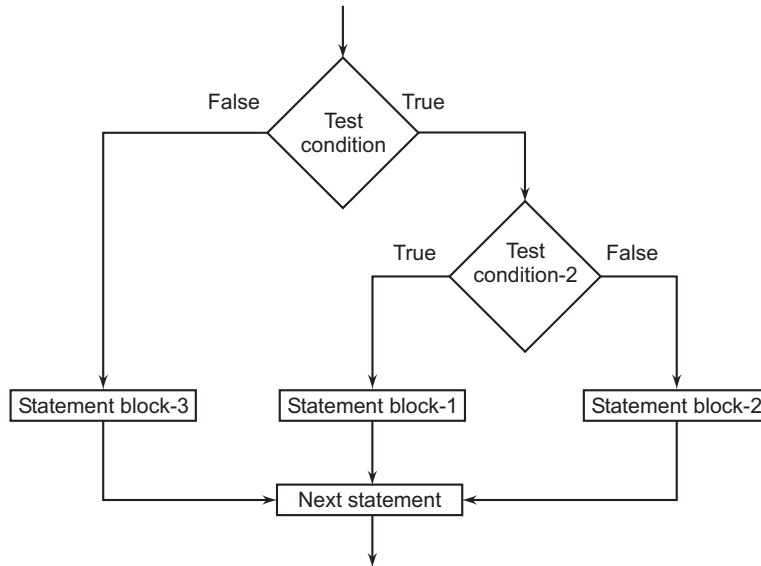 False
True
Test
condition
True
Test
condition-2
False
Statement block-3
Statement block-1
Statement block-2
Next statement